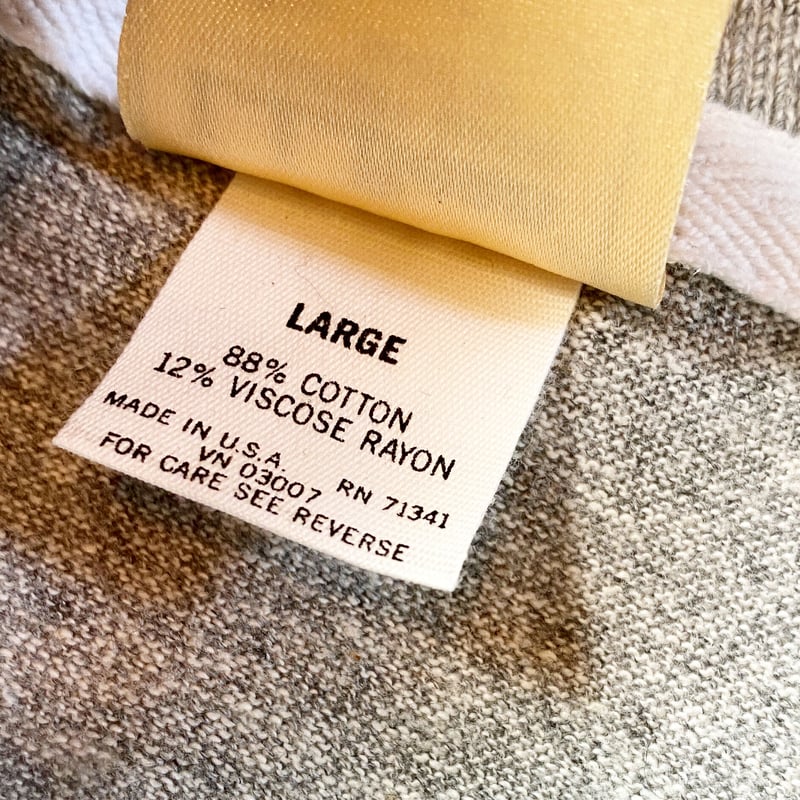 LARGE
88% COTTON
12% VISCOSE RAYON
MADE IN U.S.A.
VN 03007 RN 71341
FOR CARE SEE REVERSE